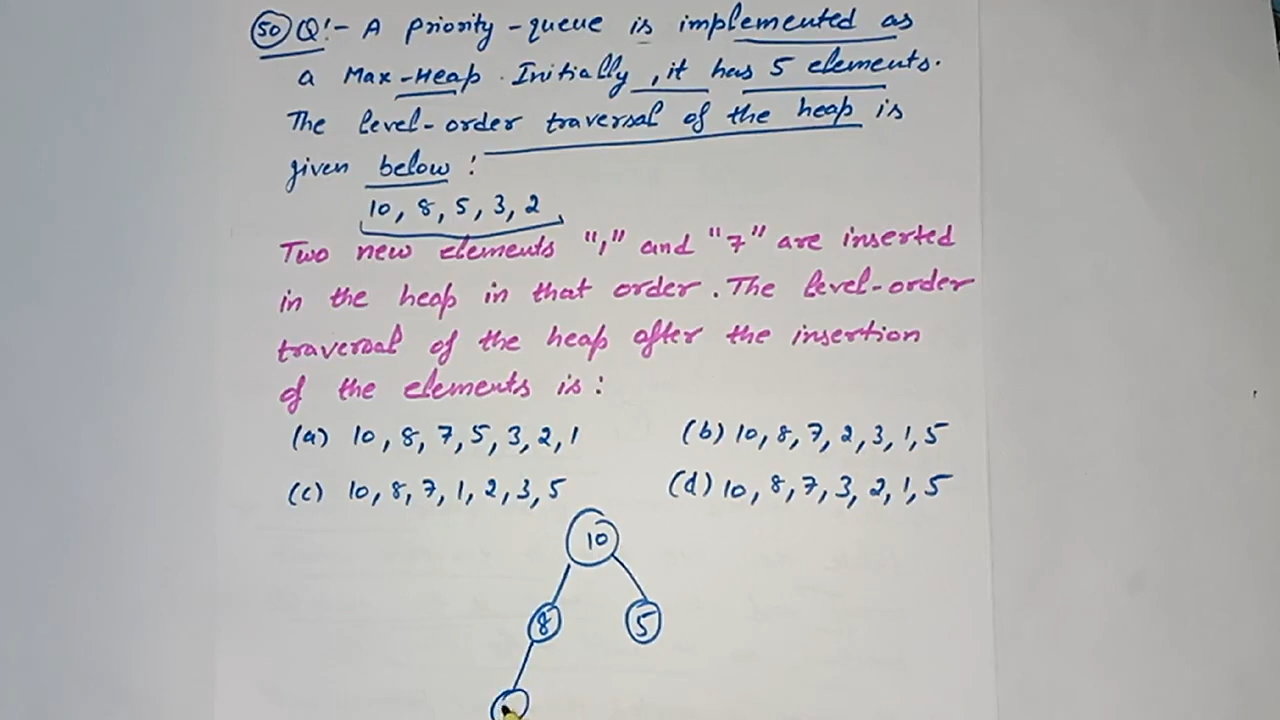 50 Q:- A Priority-queue is implemented as
a Max-Heap. Initially, it has 5 elements.
The level-order traversal of the heap is
given below:
10, 8, 5, 3, 2
Two new elements "1" and "7" are inserted
in the heap in that order. The level-order
traversal of the heap after the insertion
of the elements is:
(a) 10, 8, 7, 5, 3, 2, 1 (b) 10, 8, 7, 2, 3, 1, 5
(c) 10, 8, 7, 1, 2, 3, 5 (d) 10, 8, 7, 3, 2, 1, 5
10
8 5